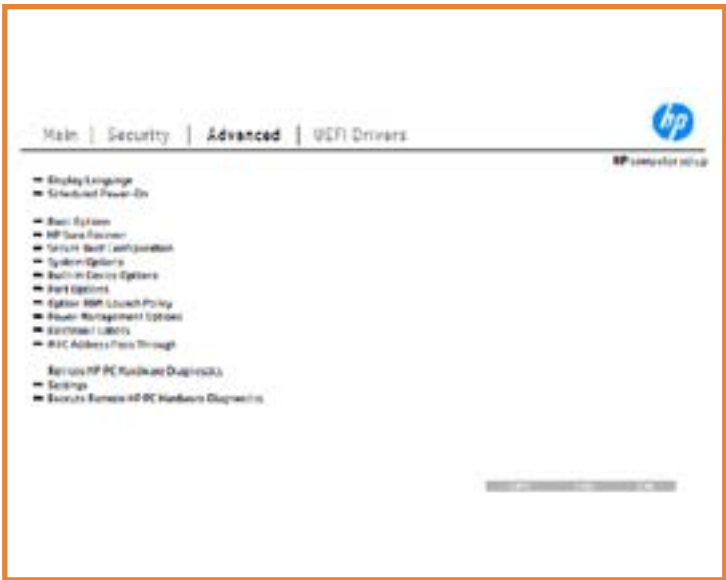 hp
Main | Security | Advanced | UEFI Drivers
HP computer setup
Display Language
Scheduled Power-On
Boot Options
HP Sure Recover
Secure Boot Configuration
System Options
Built-in Device Options
Port Options
Option ROM Launch Policy
Power Management Options
Electronic Labels
MAC Address Pass Through
Remote HP PC Hardware Diagnostics
Settings
Execute Remote HP PC Hardware Diagnostics